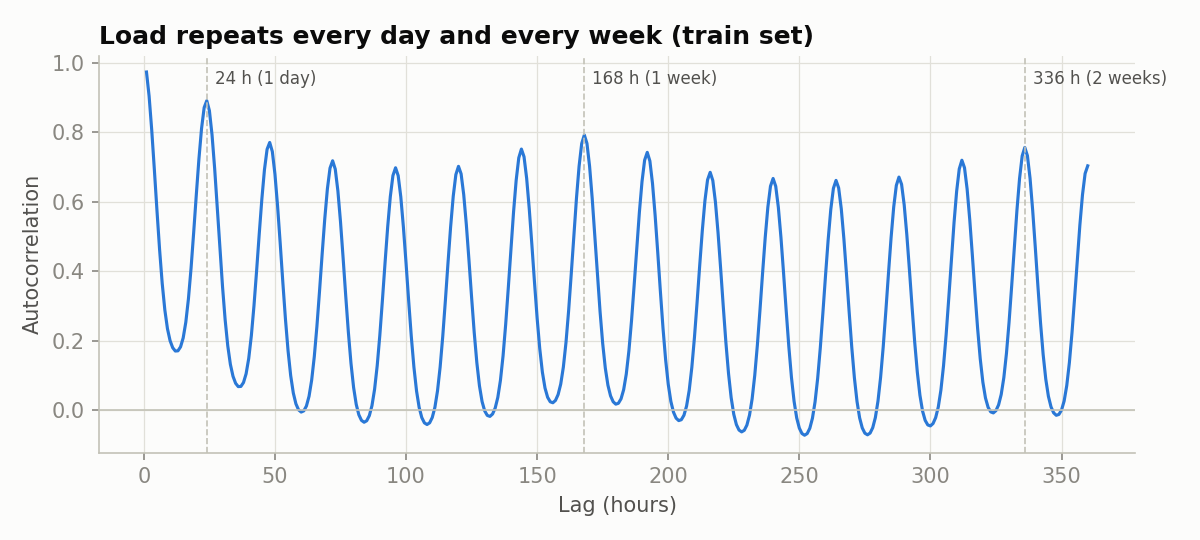 Load repeats every day and every week (train set)
24 h (1 day)
168 h (1 week)
336 h (2 weeks)
1.0
0.8
0.6
0.4
0.2
0.0
Autocorrelation
0 50 100 150 200 250 300 350
Lag (hours)